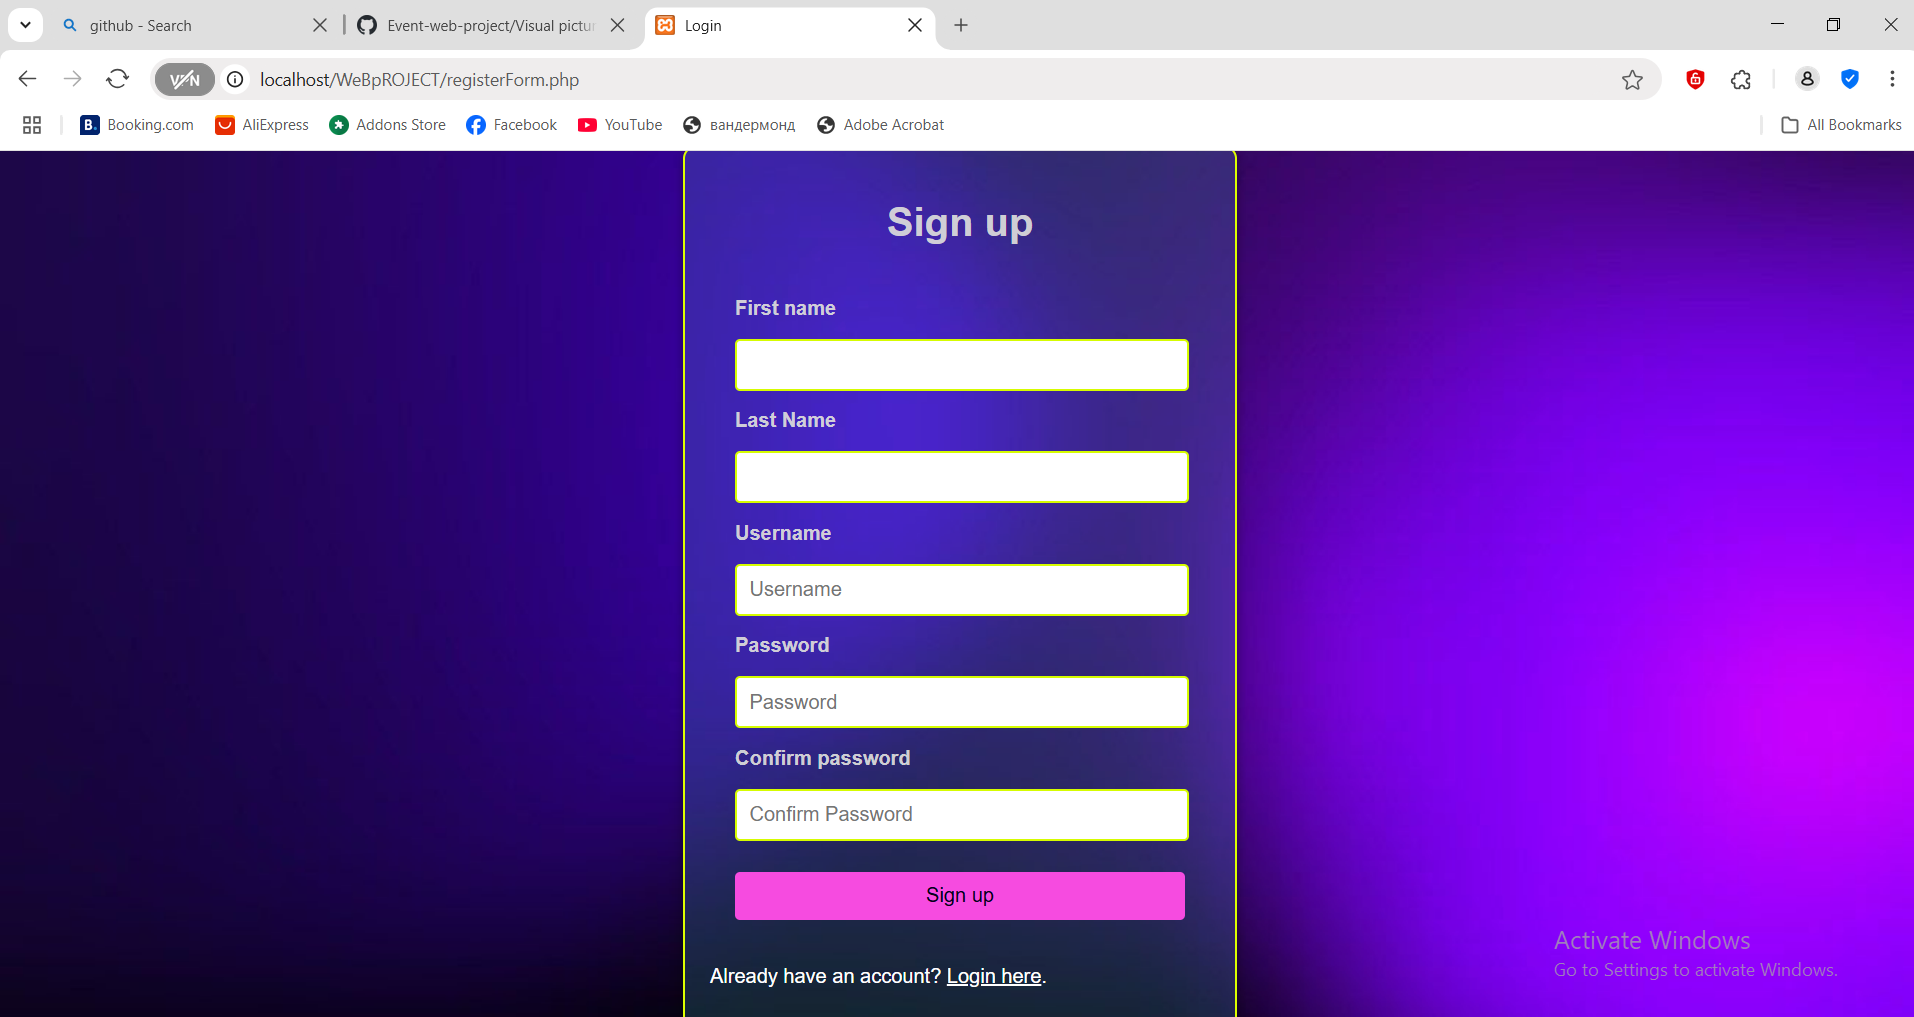 github - Search
Event-web-project/Visual pictur
Login
VPN
localhost/WeBpROJECT/registerForm.php
B. Booking.com
AliExpress
Addons Store
Facebook
YouTube
вандермонд
Adobe Acrobat
All Bookmarks
Sign up
First name
Last Name
Username
Username
Password
Password
Confirm password
Confirm Password
Sign up
Already have an account? Login here.
Activate Windows
Go to Settings to activate Windows.